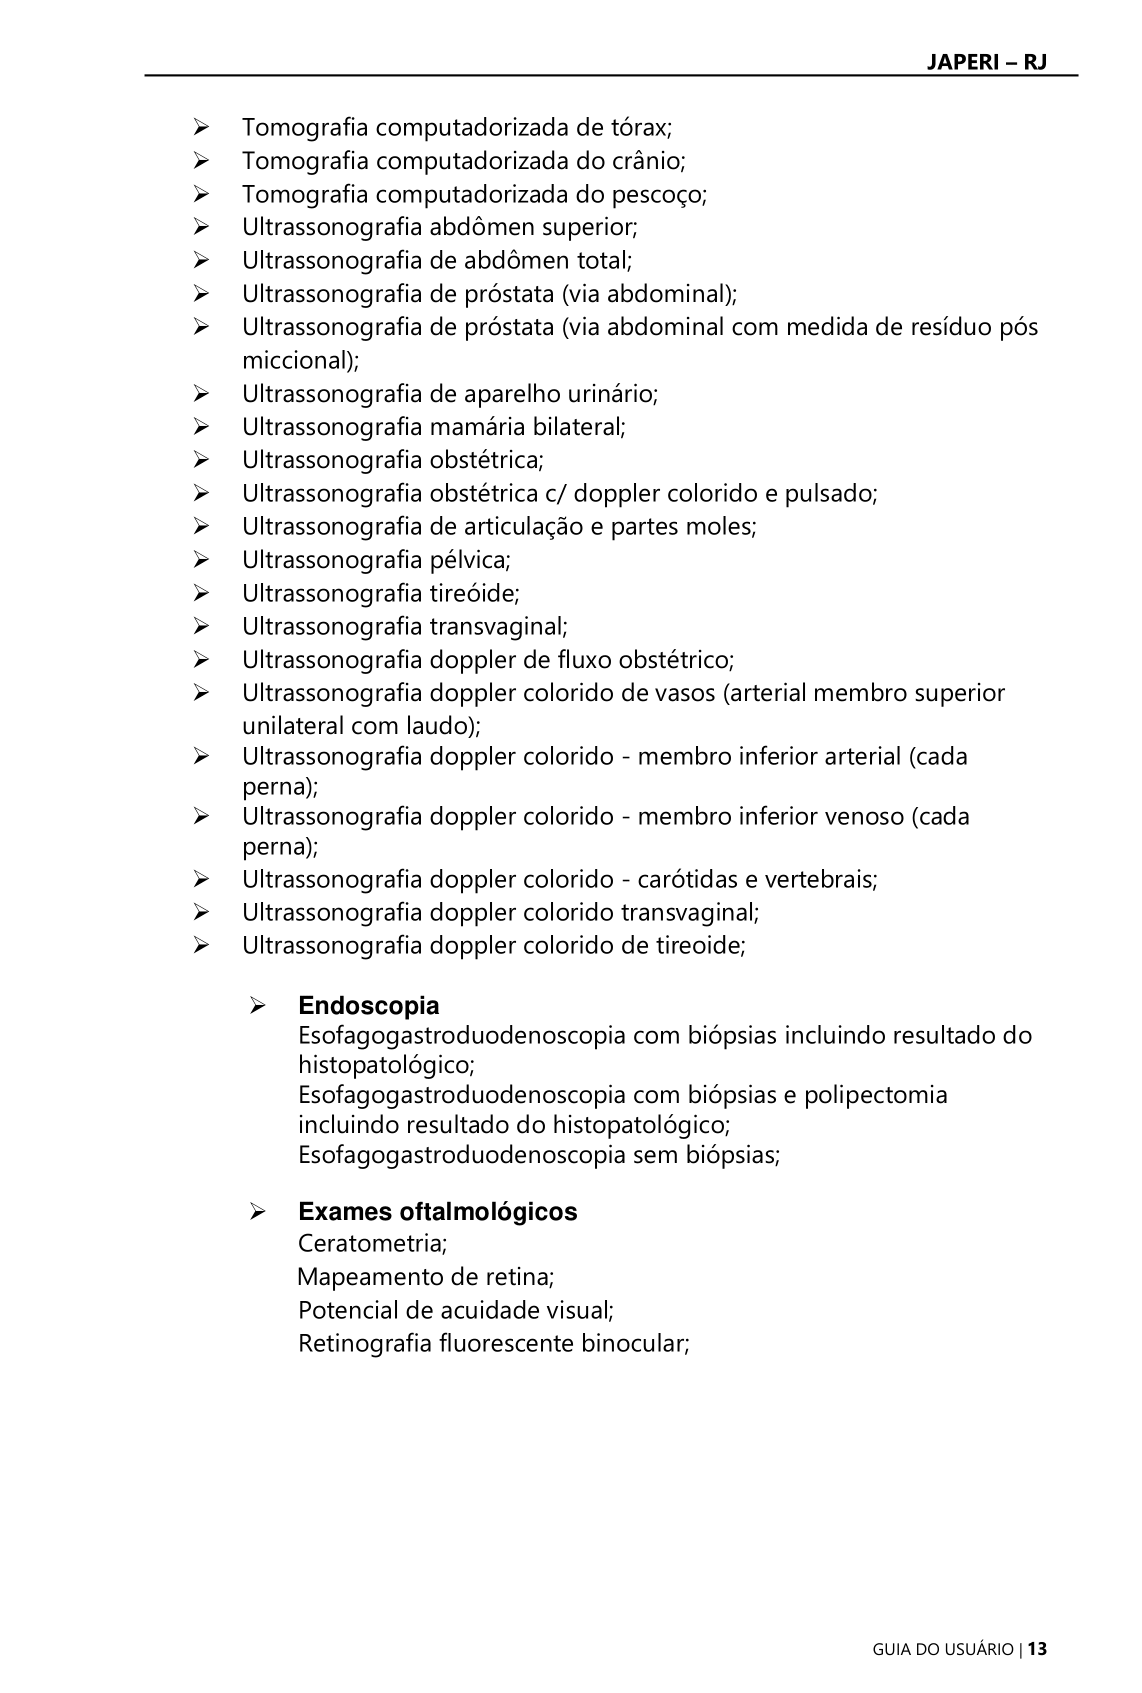 JAPERI – RJ
➢ Tomografia computadorizada de tórax;
➢ Tomografia computadorizada do crânio;
➢ Tomografia computadorizada do pescoço;
➢ Ultrassonografia abdômen superior;
➢ Ultrassonografia de abdômen total;
➢ Ultrassonografia de próstata (via abdominal);
➢ Ultrassonografia de próstata (via abdominal com medida de resíduo pós
miccional);
➢ Ultrassonografia de aparelho urinário;
➢ Ultrassonografia mamária bilateral;
➢ Ultrassonografia obstétrica;
➢ Ultrassonografia obstétrica c/ doppler colorido e pulsado;
➢ Ultrassonografia de articulação e partes moles;
➢ Ultrassonografia pélvica;
➢ Ultrassonografia tireóide;
➢ Ultrassonografia transvaginal;
➢ Ultrassonografia doppler de fluxo obstétrico;
➢ Ultrassonografia doppler colorido de vasos (arterial membro superior
unilateral com laudo);
➢ Ultrassonografia doppler colorido - membro inferior arterial (cada
perna);
➢ Ultrassonografia doppler colorido - membro inferior venoso (cada
perna);
➢ Ultrassonografia doppler colorido - carótidas e vertebrais;
➢ Ultrassonografia doppler colorido transvaginal;
➢ Ultrassonografia doppler colorido de tireoide;
➢ Endoscopia
Esofagogastroduodenoscopia com biópsias incluindo resultado do
histopatológico;
Esofagogastroduodenoscopia com biópsias e polipectomia
incluindo resultado do histopatológico;
Esofagogastroduodenoscopia sem biópsias;
➢ Exames oftalmológicos
Ceratometria;
Mapeamento de retina;
Potencial de acuidade visual;
Retinografia fluorescente binocular;
GUIA DO USUÁRIO | 13